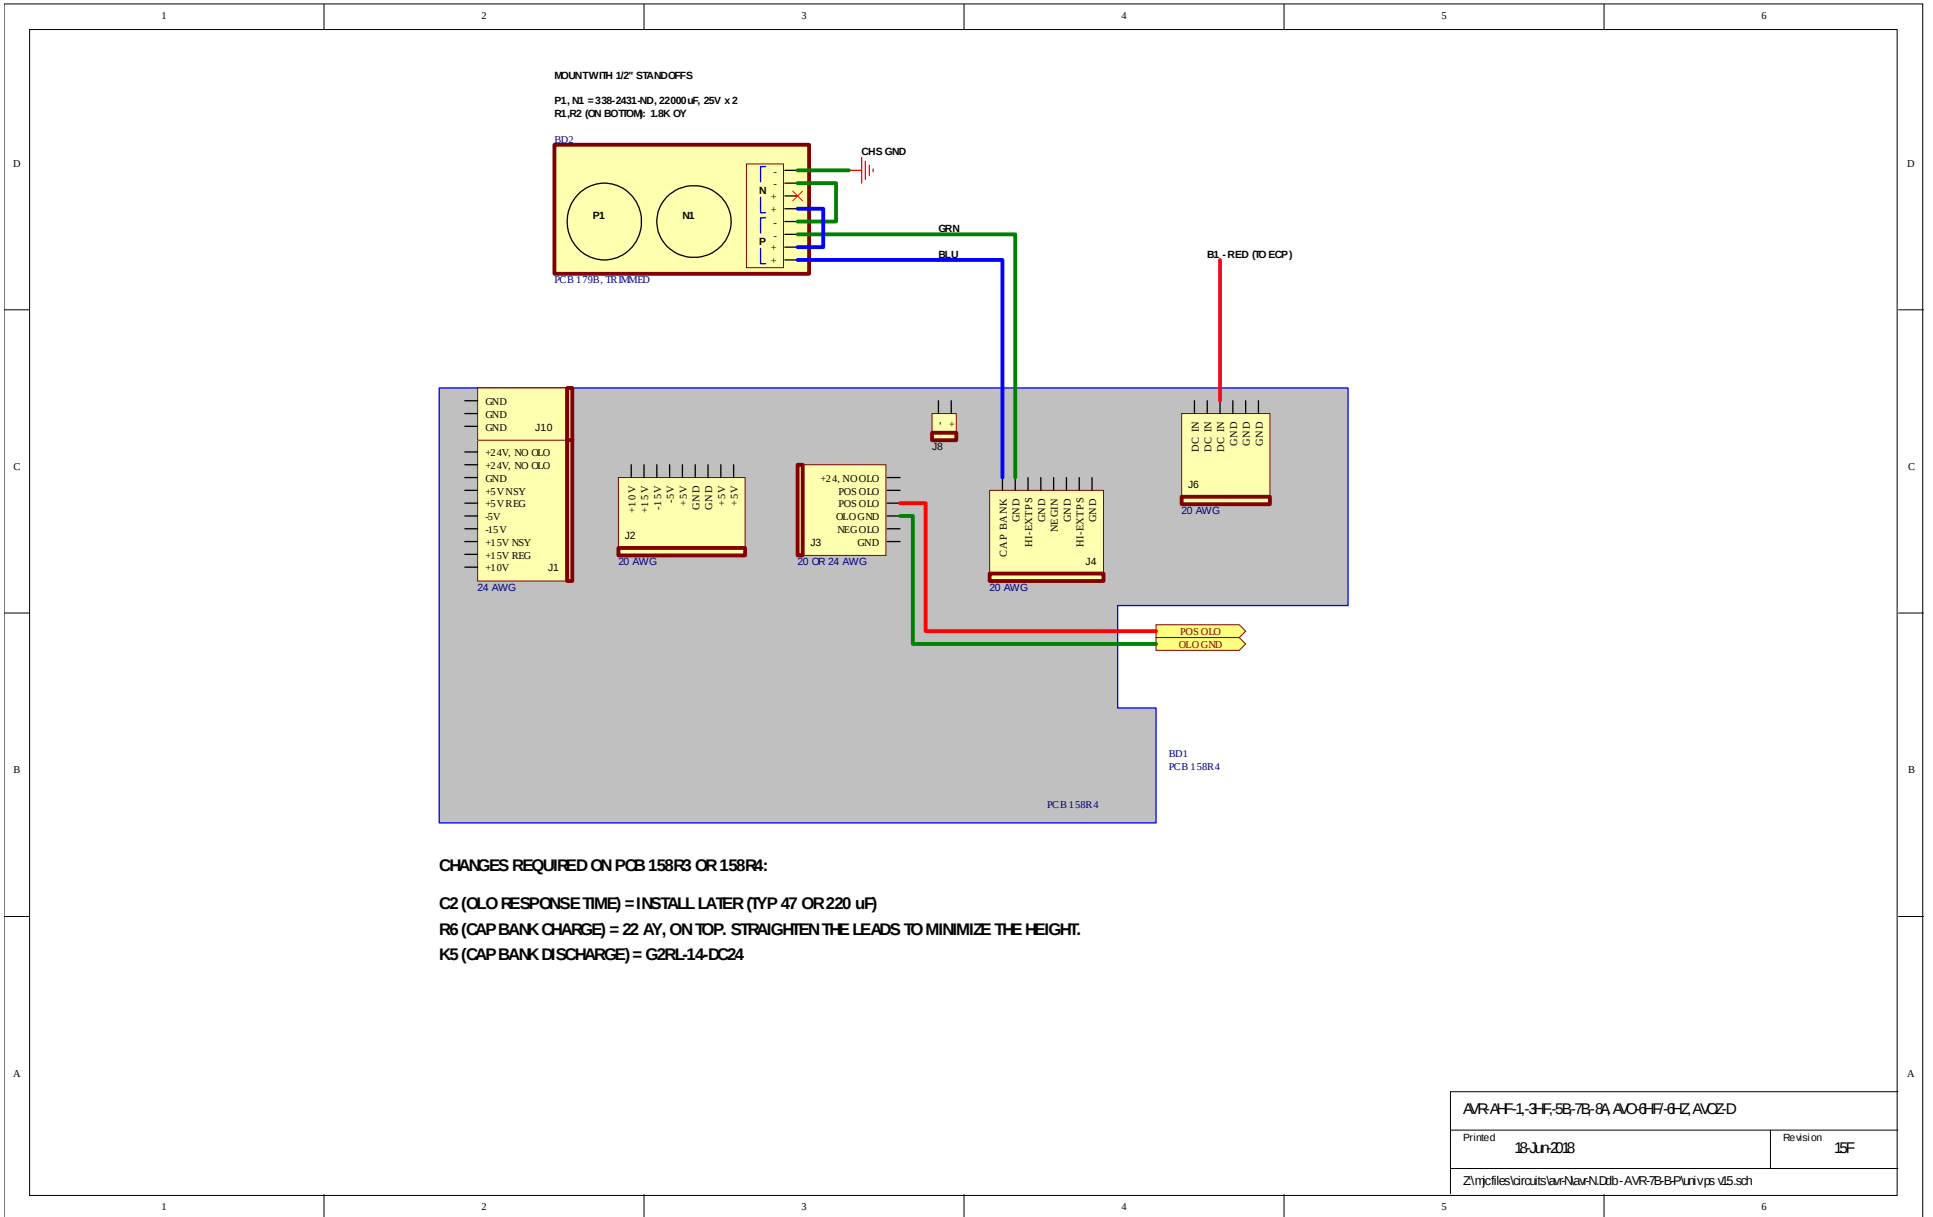 1 2 3 4 5 6
MOUNT WITH 1/2" STANDOFFS
P1, N1 = 338-2431-ND, 22000uF, 25V x 2
R1,R2 (ON BOTTOM): 1.8K OY
BD2
CHS GND
D D
-
-
N
+
+
P1 N1
-
-
P
+
+
GRN
BLU
B1 - RED (TO ECP)
PCB 179B, TRIMMED
GND
GND
GND J10
- +
J8
DC IN
DC IN
DC IN
GND
GND
GND
J6
20 AWG
C C
+24V, NO OLO
+24V, NO OLO
GND
+5V NSY
+5V REG
-5V
-15V
+15V NSY
+15V REG
+10V J1
24 AWG
+10V
+15V
-15V
-5V
+5V
GND
GND
+5V
+5V
J2
20 AWG
+24, NO OLO
POS OLO
POS OLO
OLO GND
NEG OLO
J3 GND
20 OR 24 AWG
CAP BANK
GND
HI-EXTPS
GND
NEGIN
GND
HI-EXTPS
GND
J4
20 AWG
POS OLO
OLO GND
BD1
PCB 158R4
B B
PCB 158R4
CHANGES REQUIRED ON PCB 158R3 OR 158R4:
C2 (OLO RESPONSE TIME) = INSTALL LATER (TYP 47 OR 220 uF)
R6 (CAP BANK CHARGE) = 22 AY, ON TOP. STRAIGHTEN THE LEADS TO MINIMIZE THE HEIGHT.
K5 (CAP BANK DISCHARGE) = G2RL-14-DC24
A A
AVR-AHF-1,-3HF,-5B,-7B,-8A, AVO-6HF/-6HZ, AVOZ-D
Printed 18-Jun-2018 Revision 15F
Z:\mjcfiles\circuits\avr-N\avr-N.Ddb - AVR-7B-B-P\univ ps v15.sch
1 2 3 4 5 6